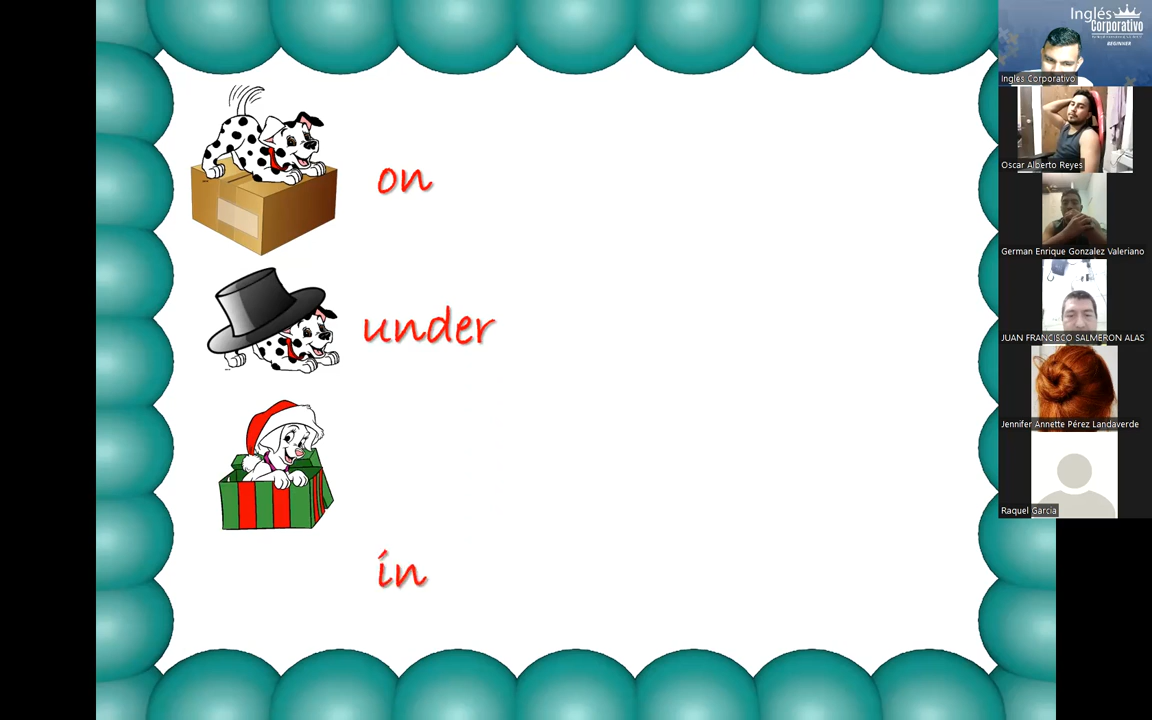 on
under
in
Inglés
Corporativo
BEGINNER
Ingles Corporativo
Oscar Alberto Reyes
German Enrique Gonzalez Valeriano
JUAN FRANCISCO SALMERON ALAS
Jennifer Annette Pérez Landaverde
Raquel Garcia